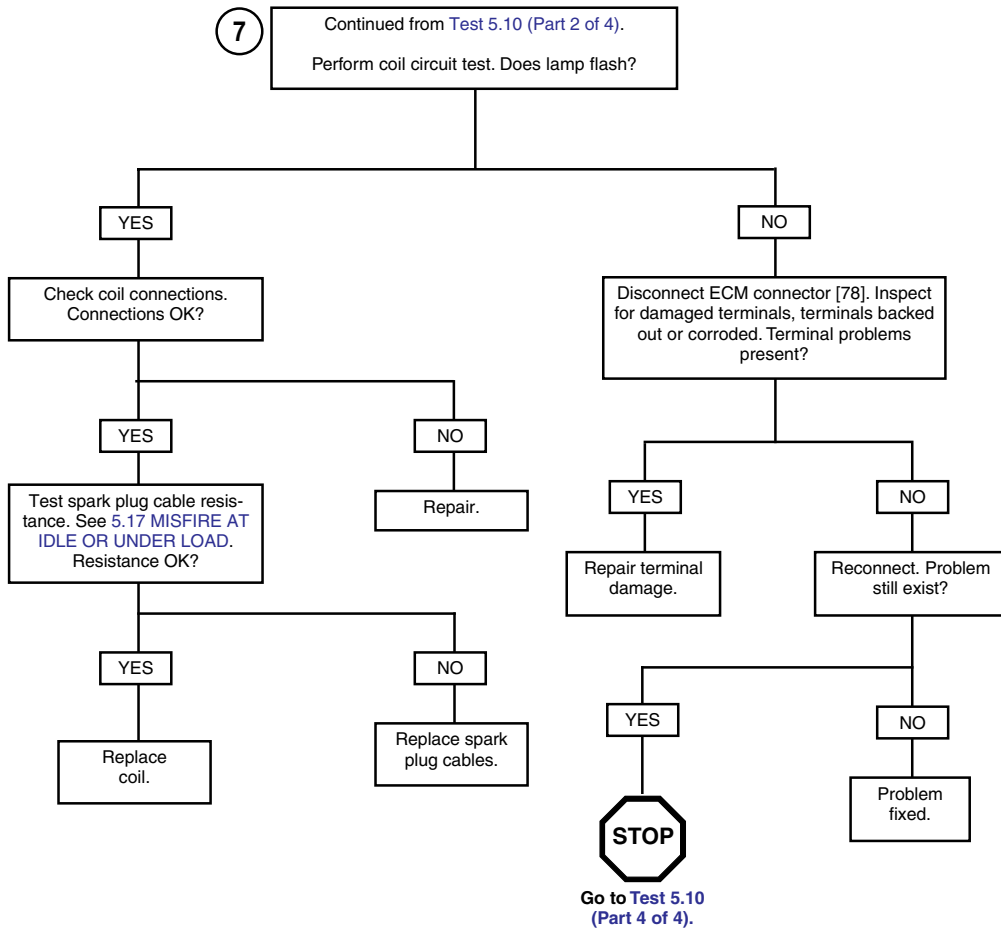 7
Continued from Test 5.10 (Part 2 of 4).
Perform coil circuit test. Does lamp flash?
YES
NO
Check coil connections.
Connections OK?
Disconnect ECM connector [78]. Inspect
for damaged terminals, terminals backed
out or corroded. Terminal problems
present?
YES
NO
YES
NO
Test spark plug cable resis-
tance. See 5.17 MISFIRE AT
IDLE OR UNDER LOAD.
Resistance OK?
Repair.
Repair terminal
damage.
Reconnect. Problem
still exist?
YES
NO
YES
NO
Replace
coil.
Replace spark
plug cables.
STOP
Problem
fixed.
Go to Test 5.10
(Part 4 of 4).